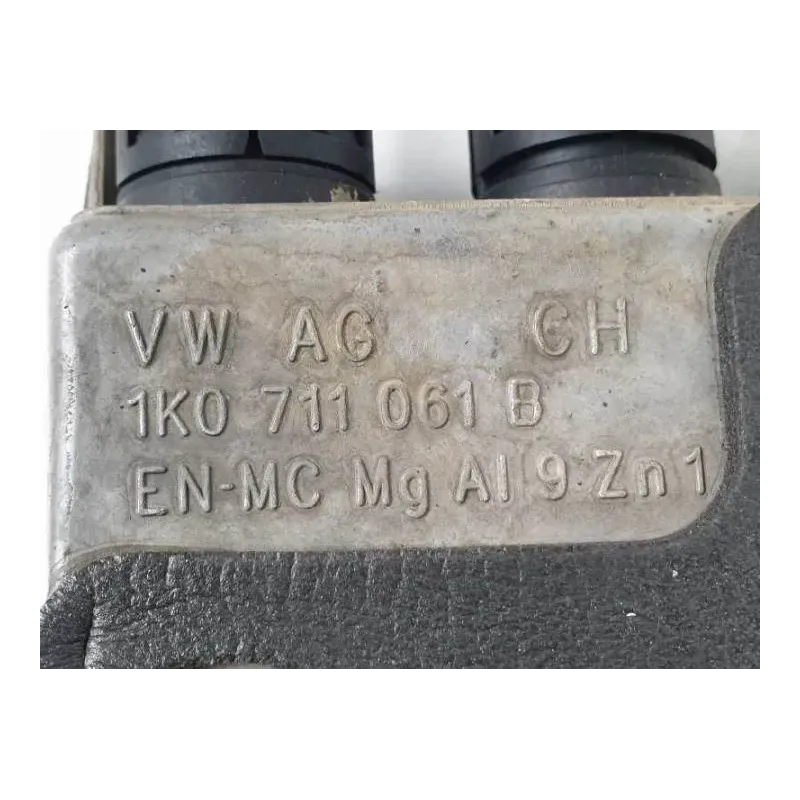 VW AG CH
1K0 711 061 B
EN-MC Mg Al 9 Zn 1